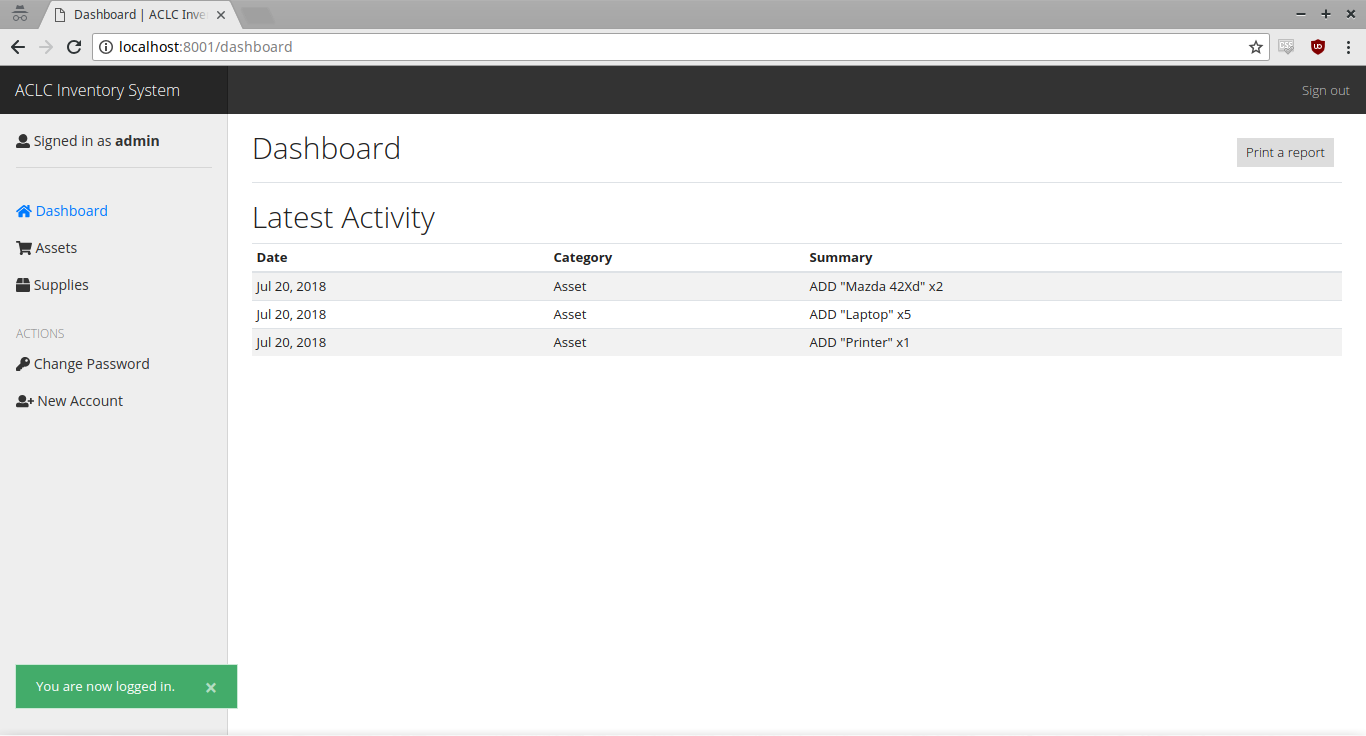 Dashboard | ACLC Inve
localhost:8001/dashboard
ACLC Inventory System
Sign out
Signed in as admin
Dashboard
Assets
Supplies
ACTIONS
Change Password
New Account
Dashboard
Print a report
Latest Activity
Date Category Summary
Jul 20, 2018 Asset ADD "Mazda 42Xd" x2
Jul 20, 2018 Asset ADD "Laptop" x5
Jul 20, 2018 Asset ADD "Printer" x1
You are now logged in. ×